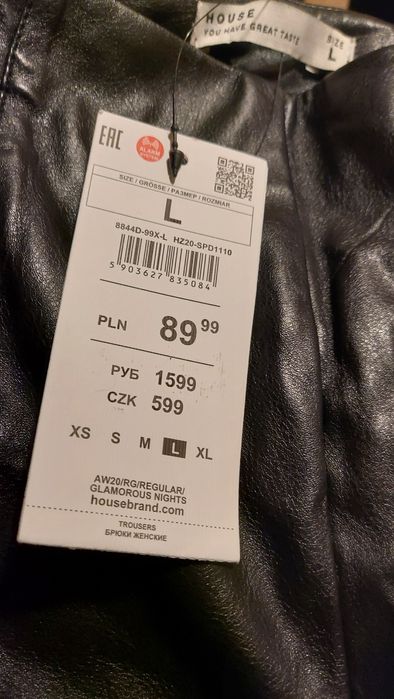 HOUSE
YOU HAVE GREAT TASTE
SIZE
L
EAC
ALARM
SYSTEM
SIZE / GRÖSSE / РАЗМЕР / ROZMIAR
L
8844D-99X-L HZ20-SPD1110
5 903627 835084
PLN 89 99
РУБ 1599
CZK 599
XS S M L XL
AW20/RG/REGULAR/
GLAMOROUS NIGHTS
housebrand.com
TROUSERS
БРЮКИ ЖЕНСКИЕ